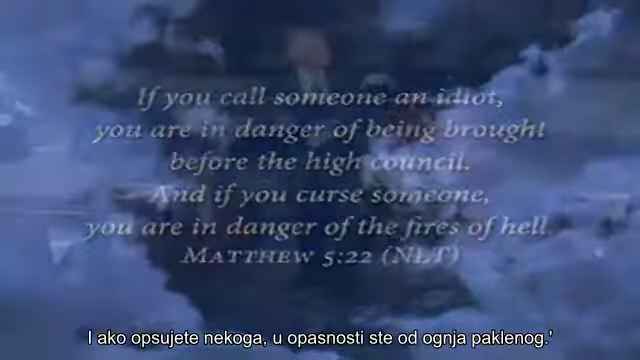 If you call someone an idiot,
you are in danger of being brought
before the high council.
And if you curse someone,
you are in danger of the fires of hell.
MATTHEW 5:22 (NLT)
I ako opsujete nekoga, u opasnosti ste od ognja paklenog.'